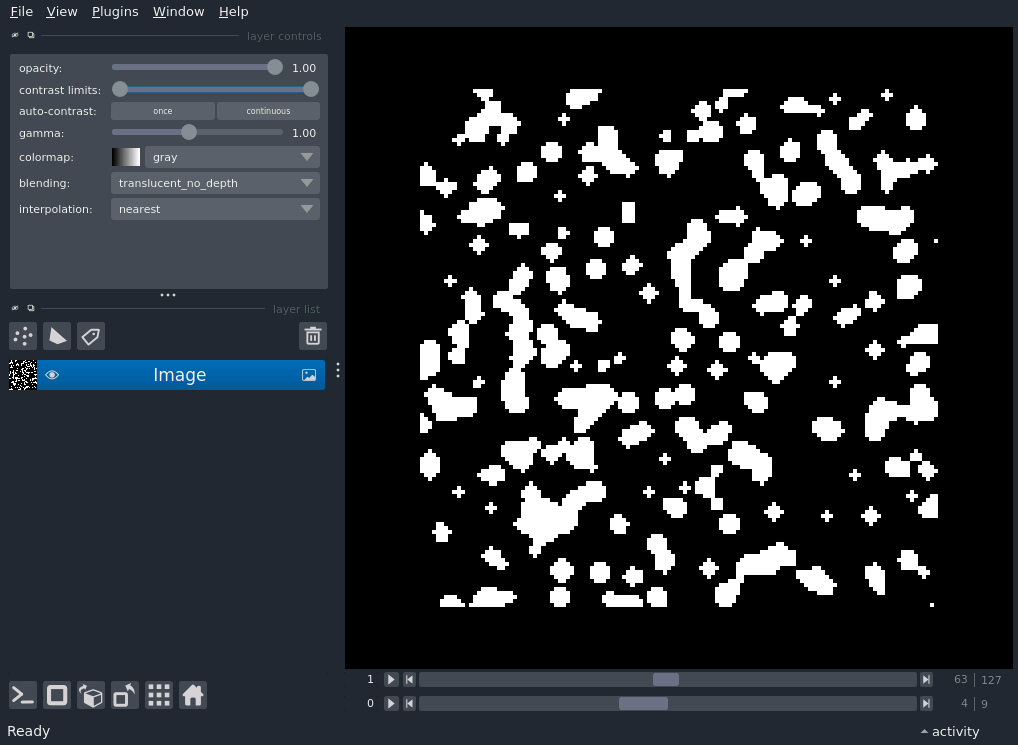 File View Plugins Window Help
layer controls
opacity: 1.00
contrast limits:
auto-contrast: once continuous
gamma: 1.00
colormap: gray
blending: translucent_no_depth
interpolation: nearest
layer list
Image
1 63 127
0 4 9
Ready activity